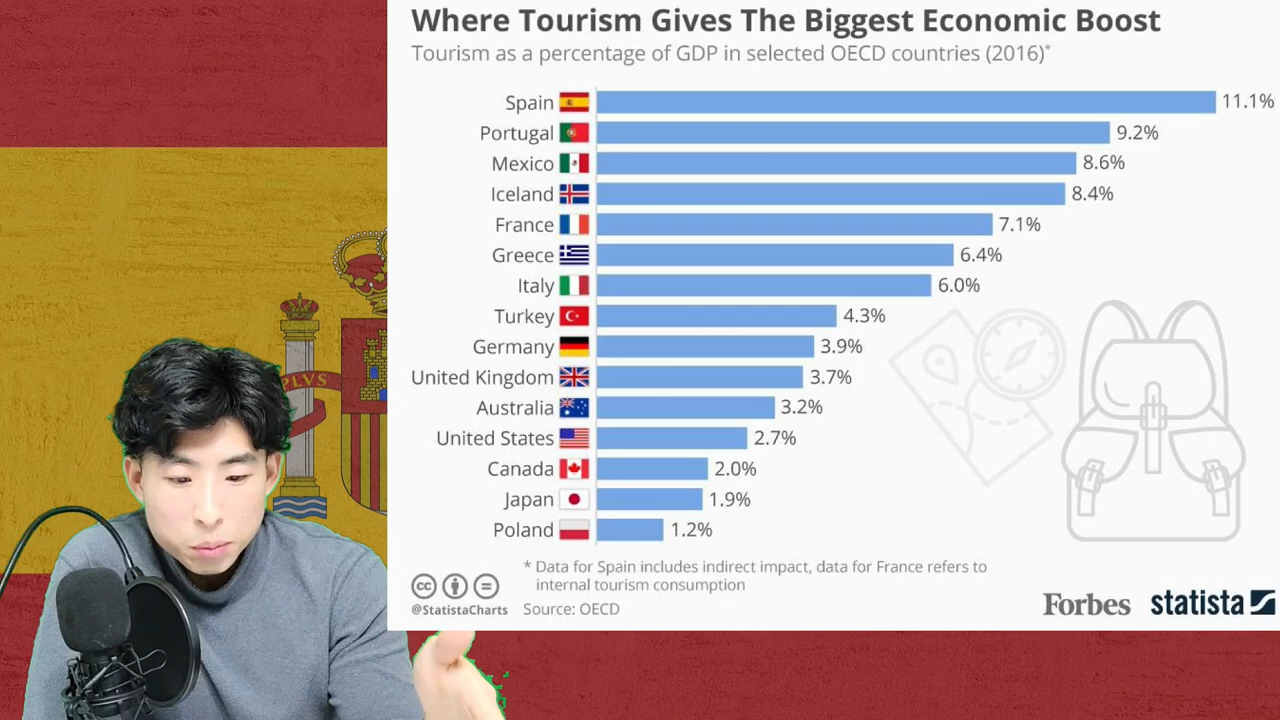 Where Tourism Gives The Biggest Economic Boost
Tourism as a percentage of GDP in selected OECD countries (2016)*
Spain 11.1%
Portugal 9.2%
Mexico 8.6%
Iceland 8.4%
France 7.1%
Greece 6.4%
Italy 6.0%
Turkey 4.3%
Germany 3.9%
United Kingdom 3.7%
Australia 3.2%
United States 2.7%
Canada 2.0%
Japan 1.9%
Poland 1.2%
* Data for Spain includes indirect impact, data for France refers to
internal tourism consumption
cc
@StatistaCharts Source: OECD
Forbes statista
PLVS